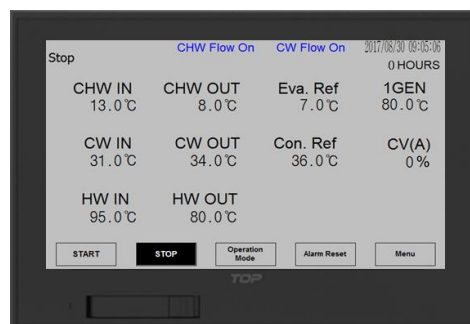 CHW Flow On CW Flow On 2017/08/30 09:05:06
Stop
0 HOURS
CHW IN CHW OUT Eva. Ref 1GEN
13.0℃ 8.0℃ 7.0℃ 80.0℃
CW IN CW OUT Con. Ref CV(A)
31.0℃ 34.0℃ 36.0℃ 0%
HW IN HW OUT
95.0℃ 80.0℃
START STOP Operation Mode Alarm Reset Menu
TOP